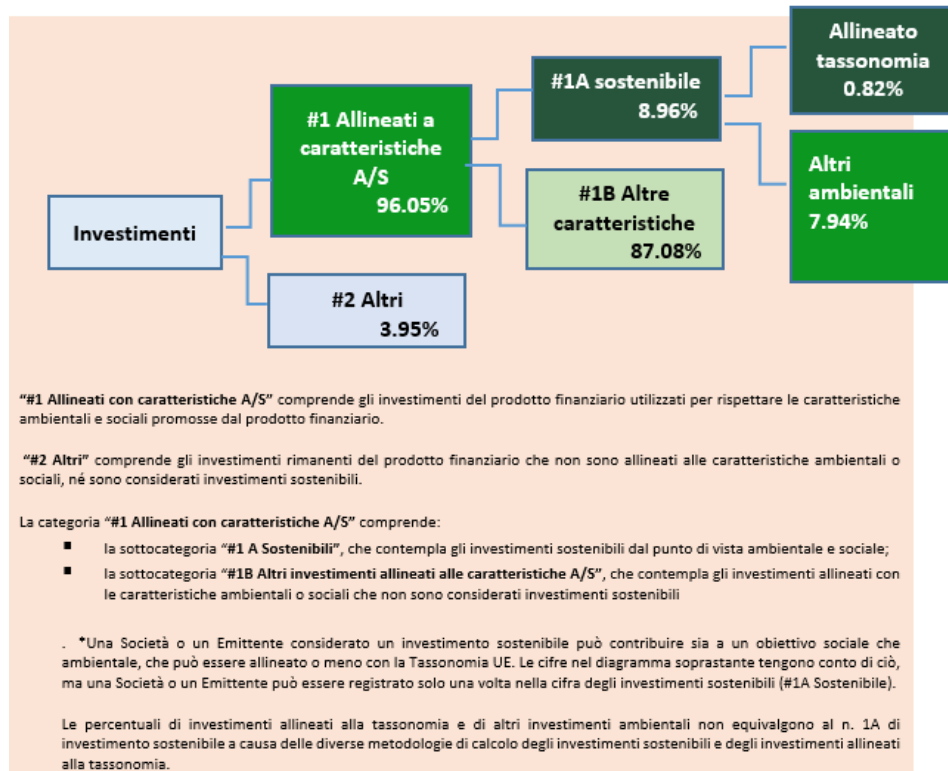 Allineato
tassonomia
0.82%
#1A sostenibile
8.96%
#1 Allineati a
caratteristiche
A/S
96.05%
Altri
ambientali
7.94%
#1B Altre
caratteristiche
87.08%
Investimenti
#2 Altri
3.95%
“#1 Allineati con caratteristiche A/S” comprende gli investimenti del prodotto finanziario utilizzati per rispettare le caratteristiche
ambientali e sociali promosse dal prodotto finanziario.
“#2 Altri” comprende gli investimenti rimanenti del prodotto finanziario che non sono allineati alle caratteristiche ambientali o
sociali, né sono considerati investimenti sostenibili.
La categoria “#1 Allineati con caratteristiche A/S” comprende:
■ la sottocategoria “#1 A Sostenibili”, che contempla gli investimenti sostenibili dal punto di vista ambientale e sociale;
■ la sottocategoria “#1B Altri investimenti allineati alle caratteristiche A/S”, che contempla gli investimenti allineati con
le caratteristiche ambientali o sociali che non sono considerati investimenti sostenibili
. *Una Società o un Emittente considerato un investimento sostenibile può contribuire sia a un obiettivo sociale che
ambientale, che può essere allineato o meno con la Tassonomia UE. Le cifre nel diagramma soprastante tengono conto di ciò,
ma una Società o un Emittente può essere registrato solo una volta nella cifra degli investimenti sostenibili (#1A Sostenibile).
Le percentuali di investimenti allineati alla tassonomia e di altri investimenti ambientali non equivalgono al n. 1A di
investimento sostenibile a causa delle diverse metodologie di calcolo degli investimenti sostenibili e degli investimenti allineati
alla tassonomia.